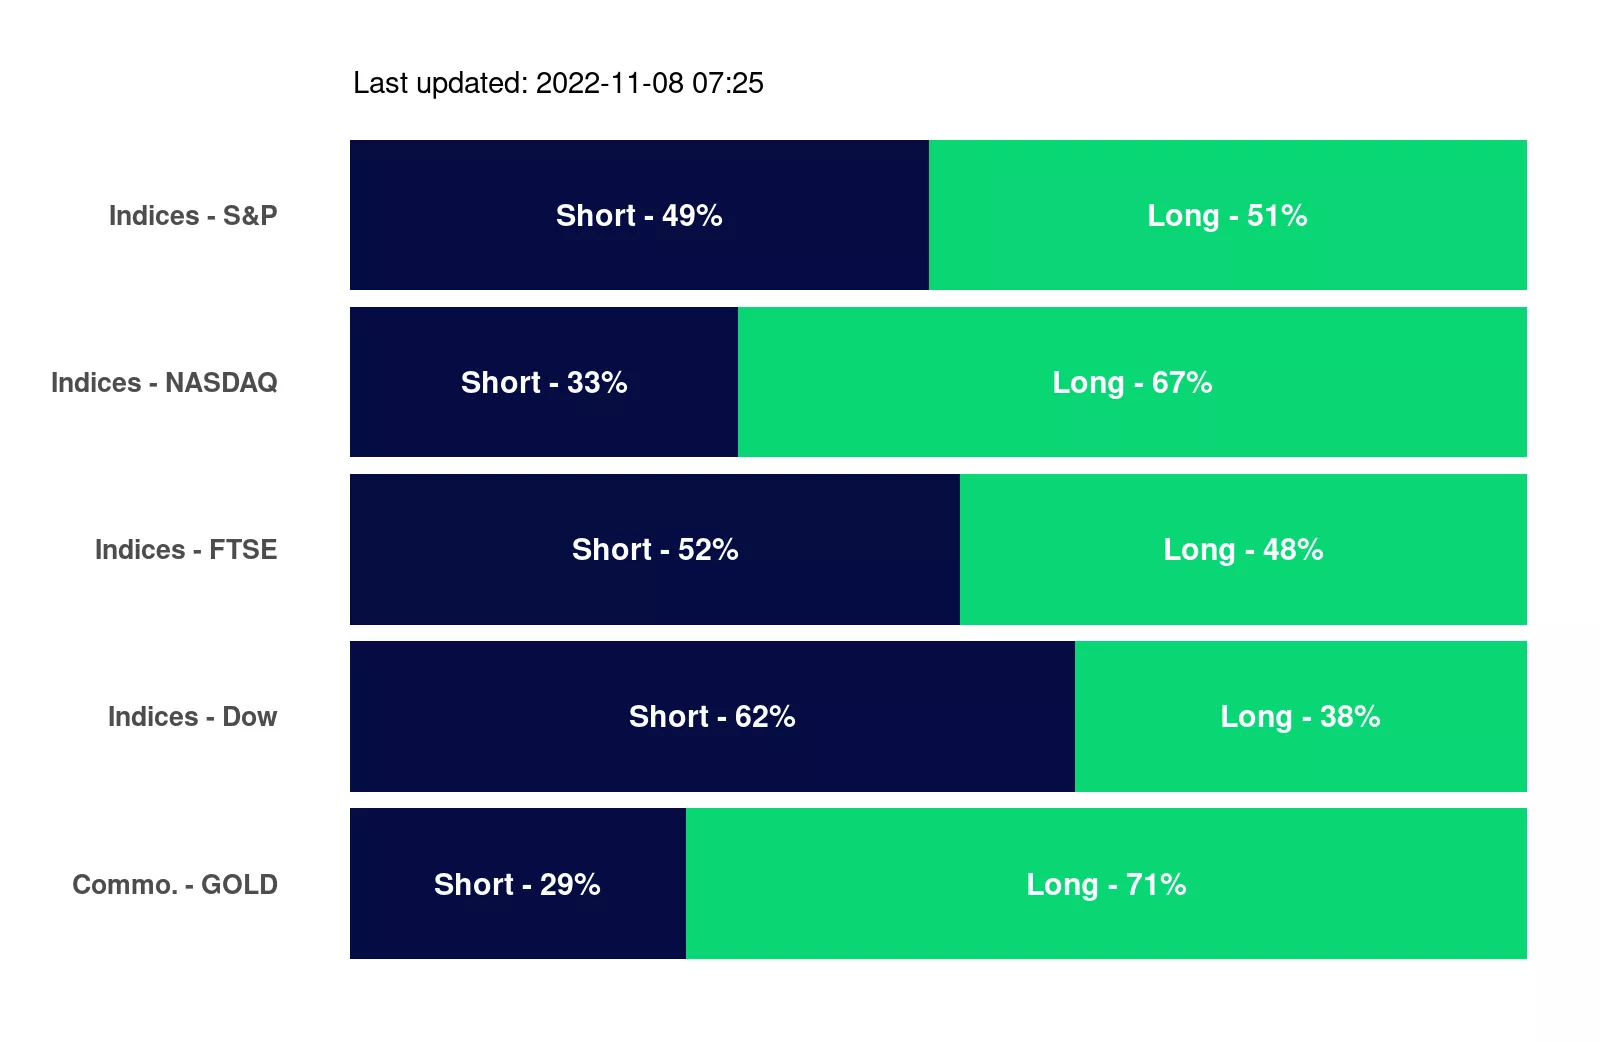 Last updated: 2022-11-08 07:25
Indices - S&P Short - 49% Long - 51%
Indices - NASDAQ Short - 33% Long - 67%
Indices - FTSE Short - 52% Long - 48%
Indices - Dow Short - 62% Long - 38%
Commo. - GOLD Short - 29% Long - 71%